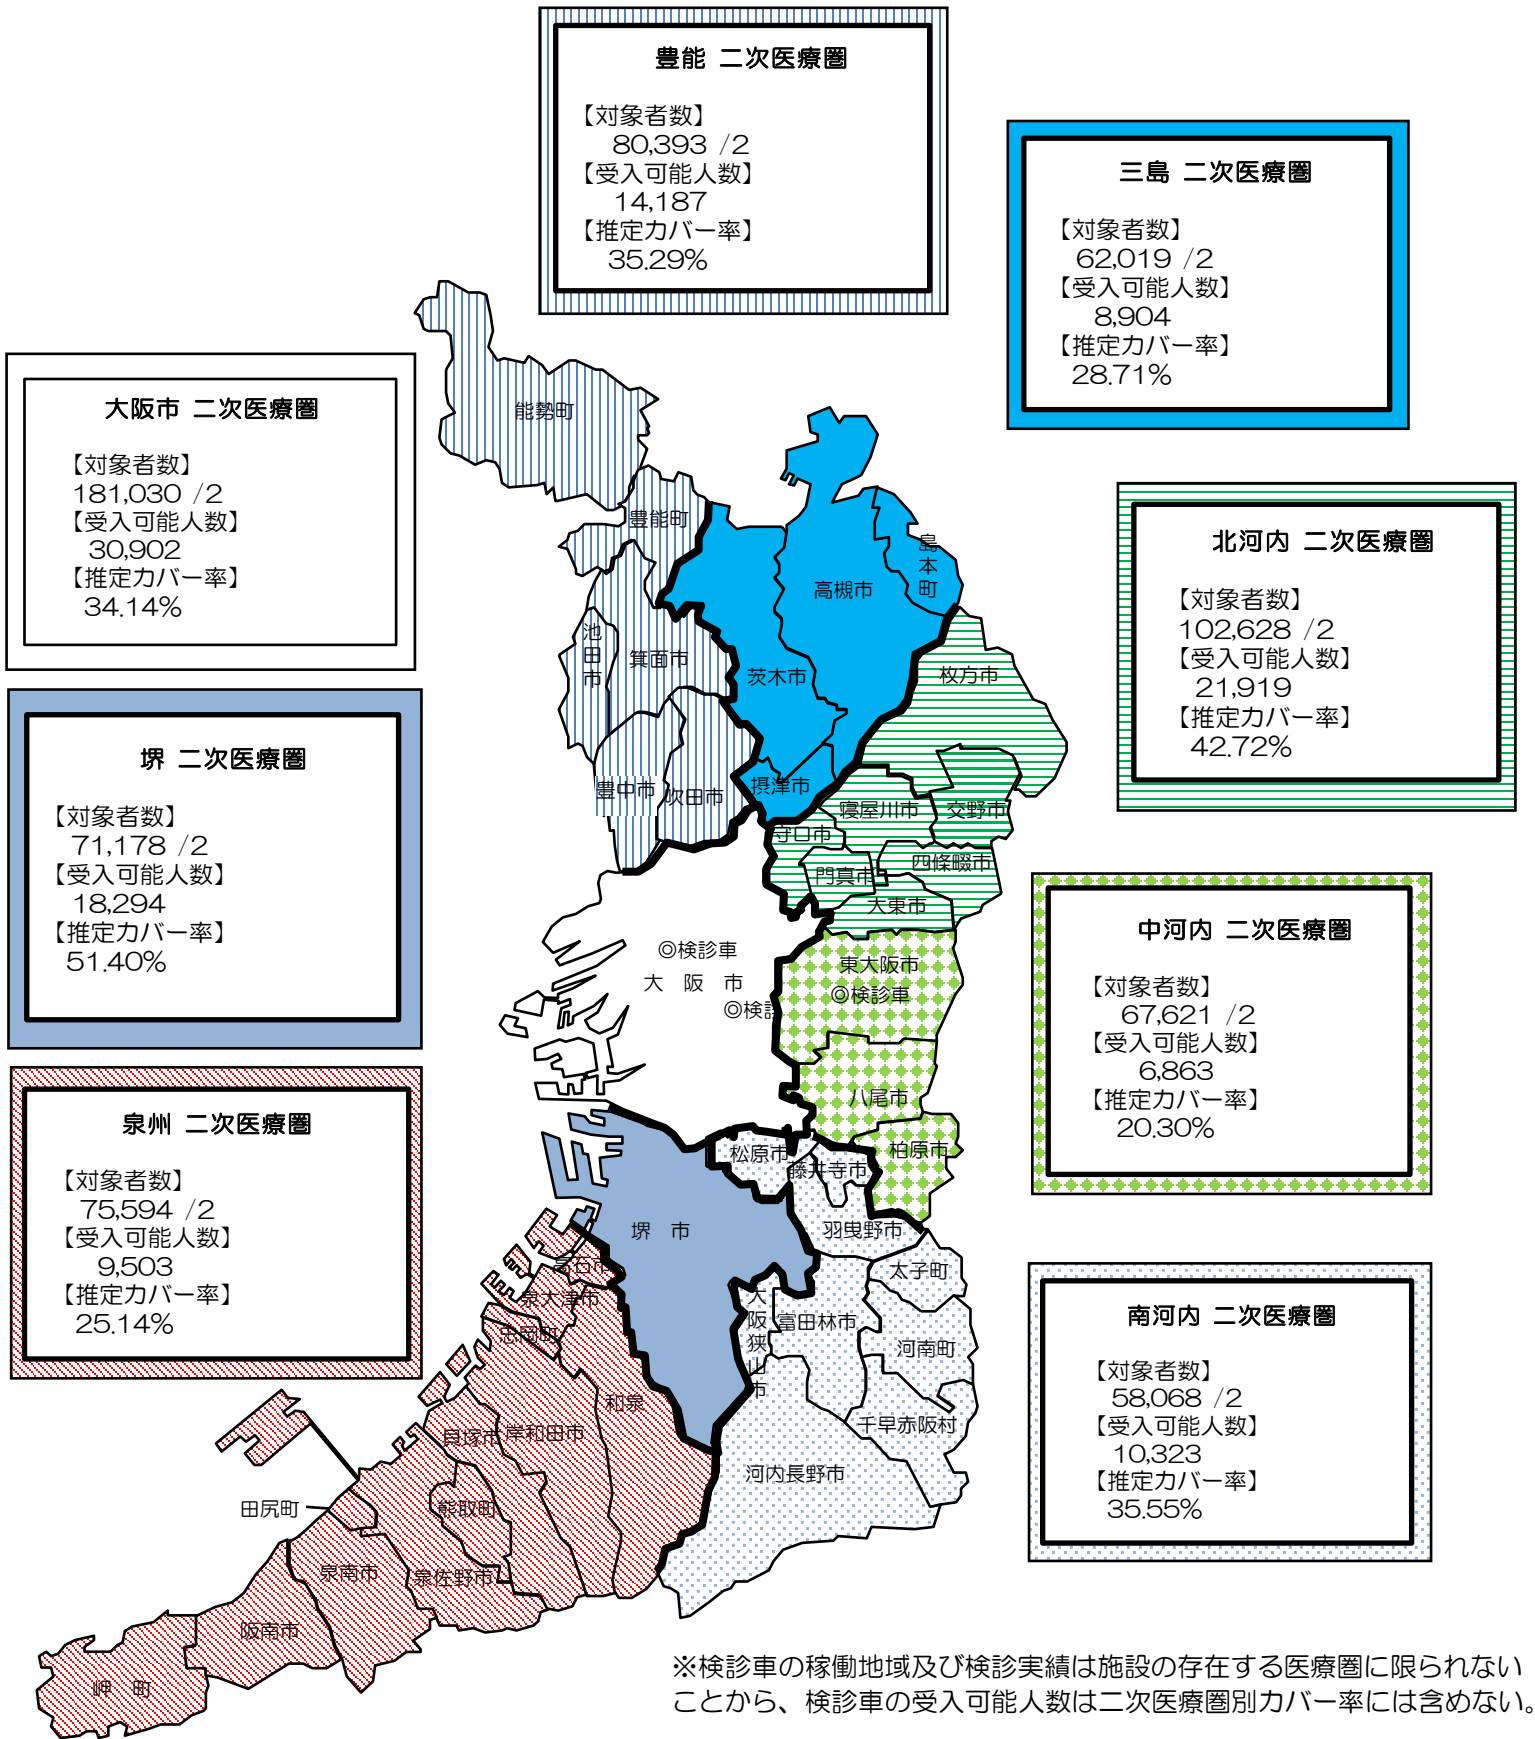 豊能 二次医療圏
【対象者数】
80,393 /2
【受入可能人数】
14,187
【推定カバー率】
35.29%
三島 二次医療圏
【対象者数】
62,019 /2
【受入可能人数】
8,904
【推定カバー率】
28.71%
大阪市 二次医療圏
【対象者数】
181,030 /2
【受入可能人数】
30,902
【推定カバー率】
34.14%
北河内 二次医療圏
【対象者数】
102,628 /2
【受入可能人数】
21,919
【推定カバー率】
42.72%
堺 二次医療圏
【対象者数】
71,178 /2
【受入可能人数】
18,294
【推定カバー率】
51.40%
中河内 二次医療圏
【対象者数】
67,621 /2
【受入可能人数】
6,863
【推定カバー率】
20.30%
泉州 二次医療圏
【対象者数】
75,594 /2
【受入可能人数】
9,503
【推定カバー率】
25.14%
南河内 二次医療圏
【対象者数】
58,068 /2
【受入可能人数】
10,323
【推定カバー率】
35.55%
能勢町
豊能町
島本町
高槻市
池田市
箕面市
茨木市
枚方市
豊中市
吹田市
摂津市
寝屋川市
交野市
守口市
門真市
四條畷市
大東市
◎検診車
大 阪 市
◎検診
東大阪市
◎検診車
八尾市
柏原市
松原市
藤井寺市
羽曳野市
堺 市
太子町
高石市
泉大津市
忠岡町
大阪狭山市
富田林市
河南町
和泉
岸和田市
貝塚市
千早赤阪村
河内長野市
田尻町
熊取町
泉南市
泉佐野市
阪南市
岬 町
※検診車の稼働地域及び検診実績は施設の存在する医療圏に限られない
ことから、検診車の受入可能人数は二次医療圏別カバー率には含めない。